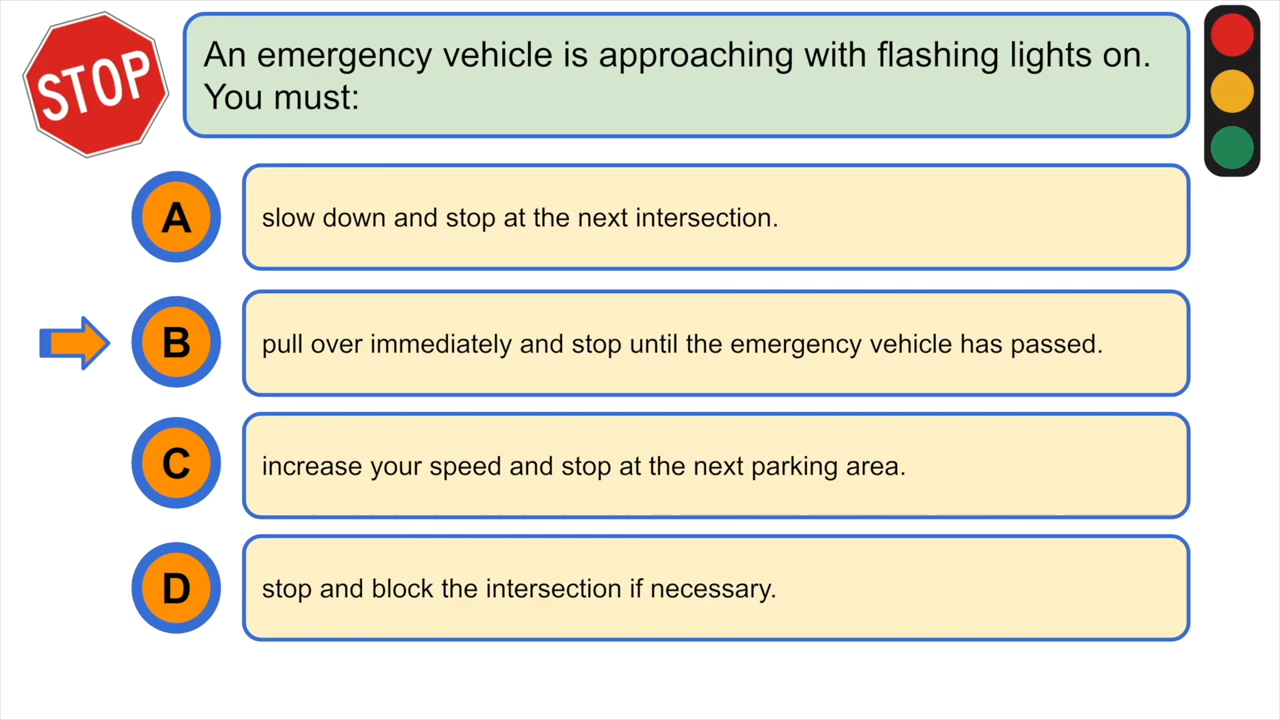 STOP
An emergency vehicle is approaching with flashing lights on.
You must:
A
slow down and stop at the next intersection.
B
pull over immediately and stop until the emergency vehicle has passed.
C
increase your speed and stop at the next parking area.
D
stop and block the intersection if necessary.